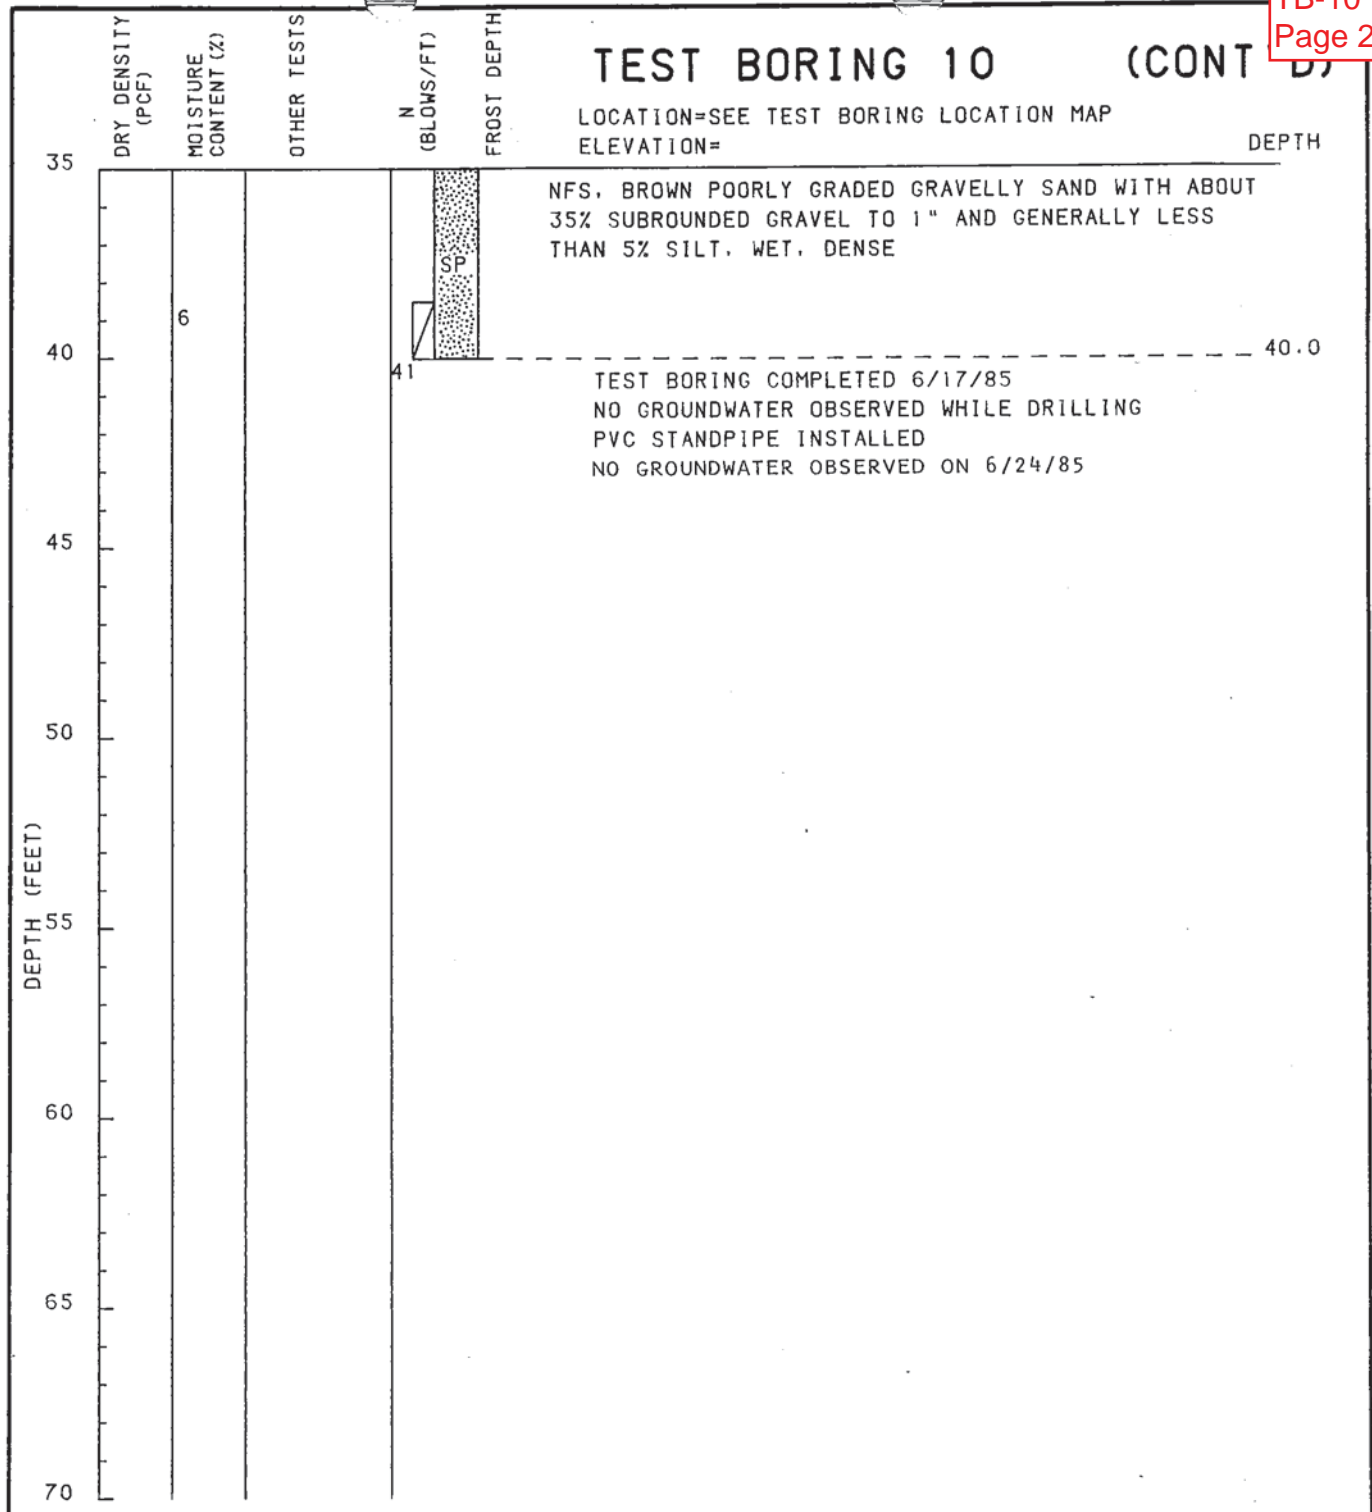 TB-10
Page 2
DRY DENSITY
(PCF)
MOISTURE
CONTENT (%)
OTHER TESTS
N
(BLOWS/FT)
FROST DEPTH
TEST BORING 10 (CONT'D)
LOCATION=SEE TEST BORING LOCATION MAP
ELEVATION=
DEPTH
35
NFS, BROWN POORLY GRADED GRAVELLY SAND WITH ABOUT
35% SUBROUNDED GRAVEL TO 1" AND GENERALLY LESS
THAN 5% SILT, WET, DENSE
SP
6
40
40.0
41
TEST BORING COMPLETED 6/17/85
NO GROUNDWATER OBSERVED WHILE DRILLING
PVC STANDPIPE INSTALLED
NO GROUNDWATER OBSERVED ON 6/24/85
45
50
DEPTH (FEET)
55
60
65
70